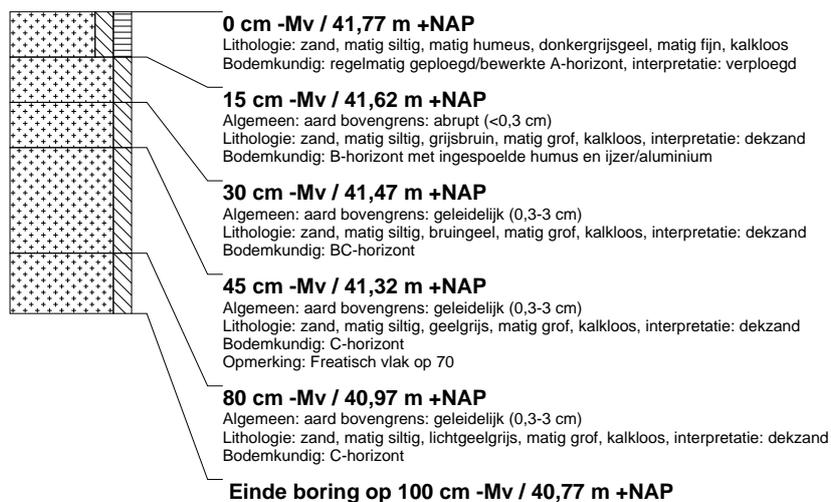 0 cm -Mv / 41,77 m +NAP
Lithologie: zand, matig siltig, matig humeus, donkergrijsgeel, matig fijn, kalkloos
Bodemkundig: regelmatig geploegd/bewerkte A-horizont, interpretatie: verploegd
15 cm -Mv / 41,62 m +NAP
Algemeen: aard bovengrens: abrupt (<0,3 cm)
Lithologie: zand, matig siltig, grijsbruin, matig grof, kalkloos, interpretatie: dekzand
Bodemkundig: B-horizont met ingespoelde humus en ijzer/aluminium
30 cm -Mv / 41,47 m +NAP
Algemeen: aard bovengrens: geleidelijk (0,3-3 cm)
Lithologie: zand, matig siltig, bruingeel, matig grof, kalkloos, interpretatie: dekzand
Bodemkundig: BC-horizont
45 cm -Mv / 41,32 m +NAP
Algemeen: aard bovengrens: geleidelijk (0,3-3 cm)
Lithologie: zand, matig siltig, geelgrijs, matig grof, kalkloos, interpretatie: dekzand
Bodemkundig: C-horizont
Opmerking: Freatisch vlak op 70
80 cm -Mv / 40,97 m +NAP
Algemeen: aard bovengrens: geleidelijk (0,3-3 cm)
Lithologie: zand, matig siltig, lichtgeelgrijs, matig grof, kalkloos, interpretatie: dekzand
Bodemkundig: C-horizont
Einde boring op 100 cm -Mv / 40,77 m +NAP